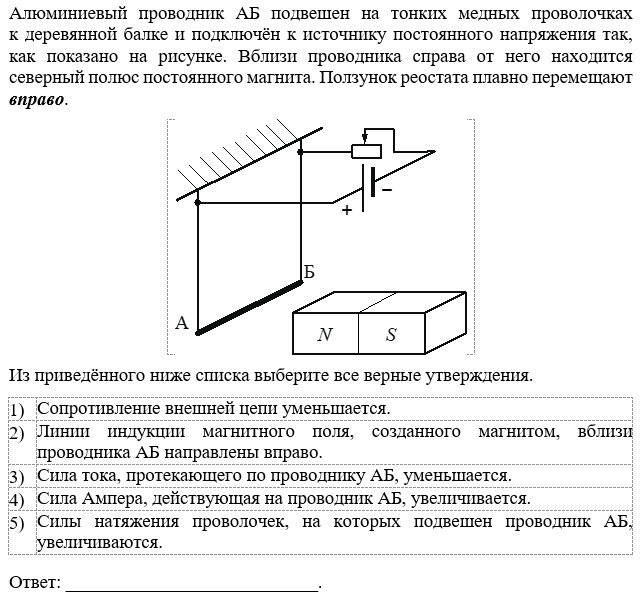 Алюминиевый проводник АБ подвешен на тонких медных проволочках
к деревянной балке и подключён к источнику постоянного напряжения так,
как показано на рисунке. Вблизи проводника справа от него находится
северный полюс постоянного магнита. Ползунок реостата плавно перемещают
вправо.
–
+
Б
А
N S
Из приведённого ниже списка выберите все верные утверждения.
1) Сопротивление внешней цепи уменьшается.
2) Линии индукции магнитного поля, созданного магнитом, вблизи
проводника АБ направлены вправо.
3) Сила тока, протекающего по проводнику АБ, уменьшается.
4) Сила Ампера, действующая на проводник АБ, увеличивается.
5) Силы натяжения проволочек, на которых подвешен проводник АБ,
увеличиваются.
Ответ: ___________________________.